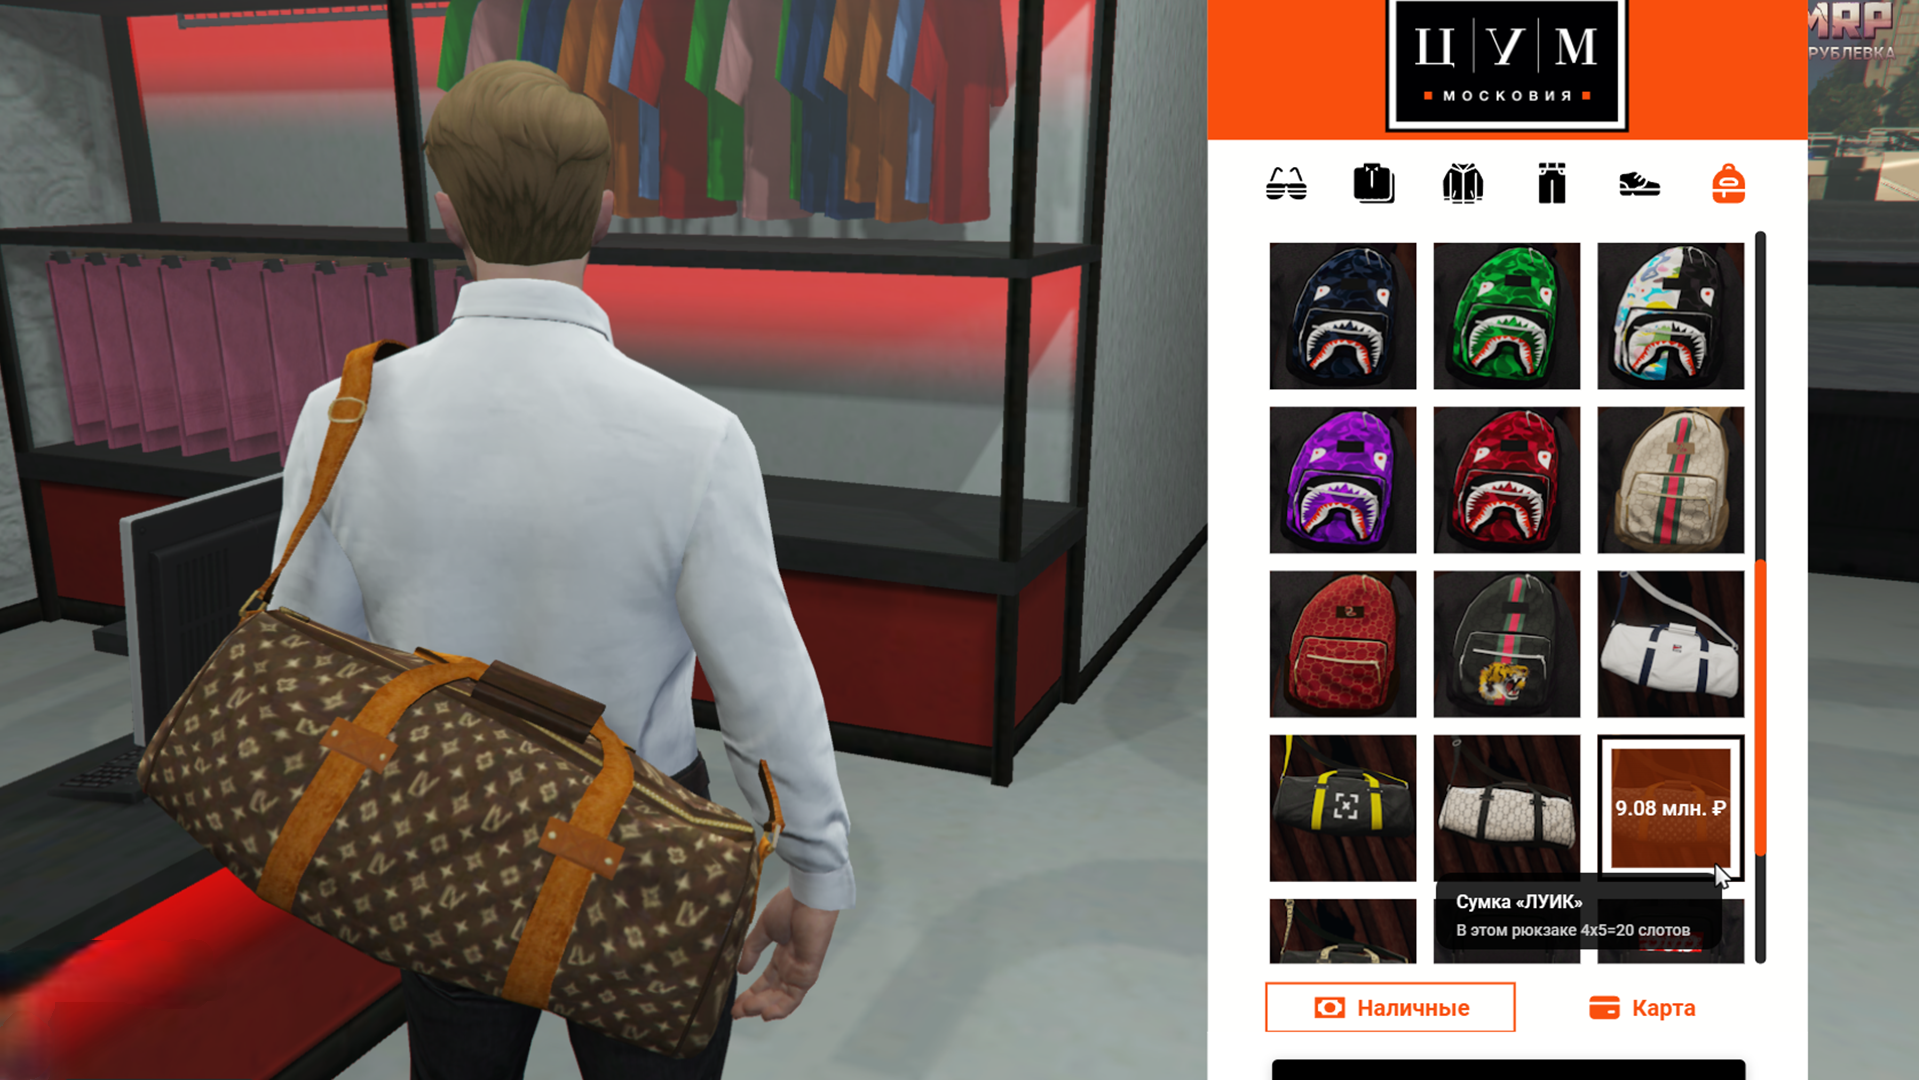 Ц У М
МОСКОВИЯ
MRP
РУБЛЕВКА
9.08 млн. ₽
Сумка «ЛУИК»
В этом рюкзаке 4x5=20 слотов
Наличные
Карта